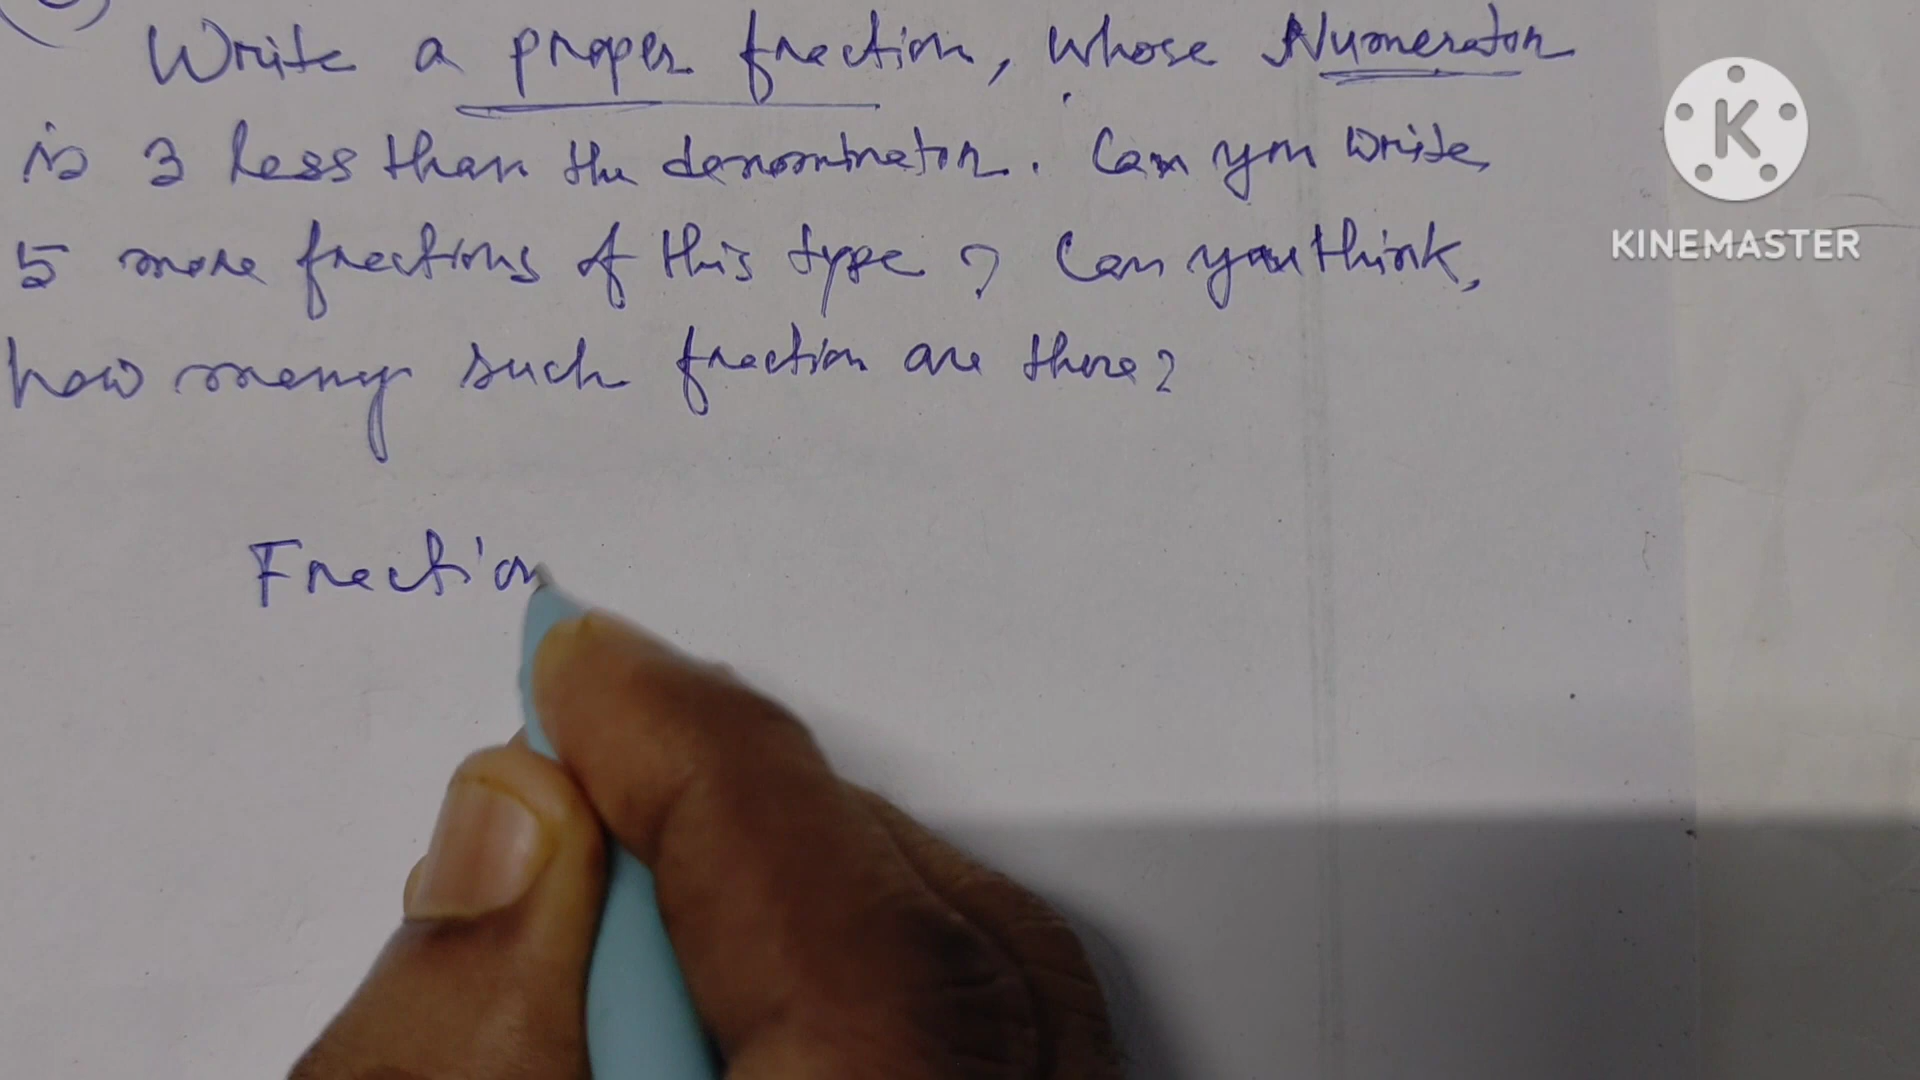 Write a proper fraction, whose Numerator
is 3 less than the denominator. Can you write
5 more fractions of this type? Can you think,
how many such fraction are there?
Fraction
K
KINEMASTER